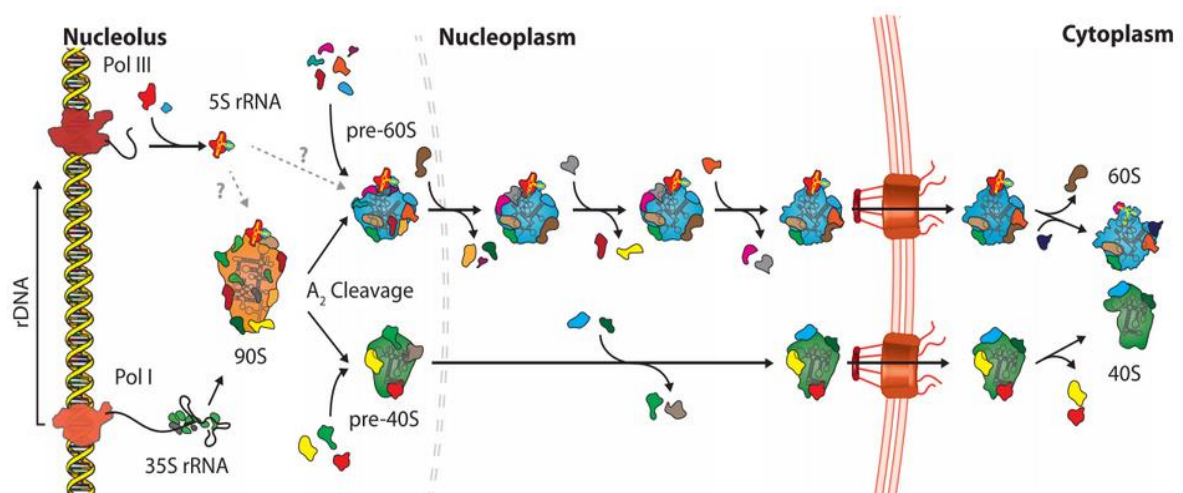 Nucleolus
Nucleoplasm
Cytoplasm
Pol III
5S rRNA
pre-60S
?
?
60S
rDNA
A2 Cleavage
90S
Pol I
pre-40S
40S
35S rRNA